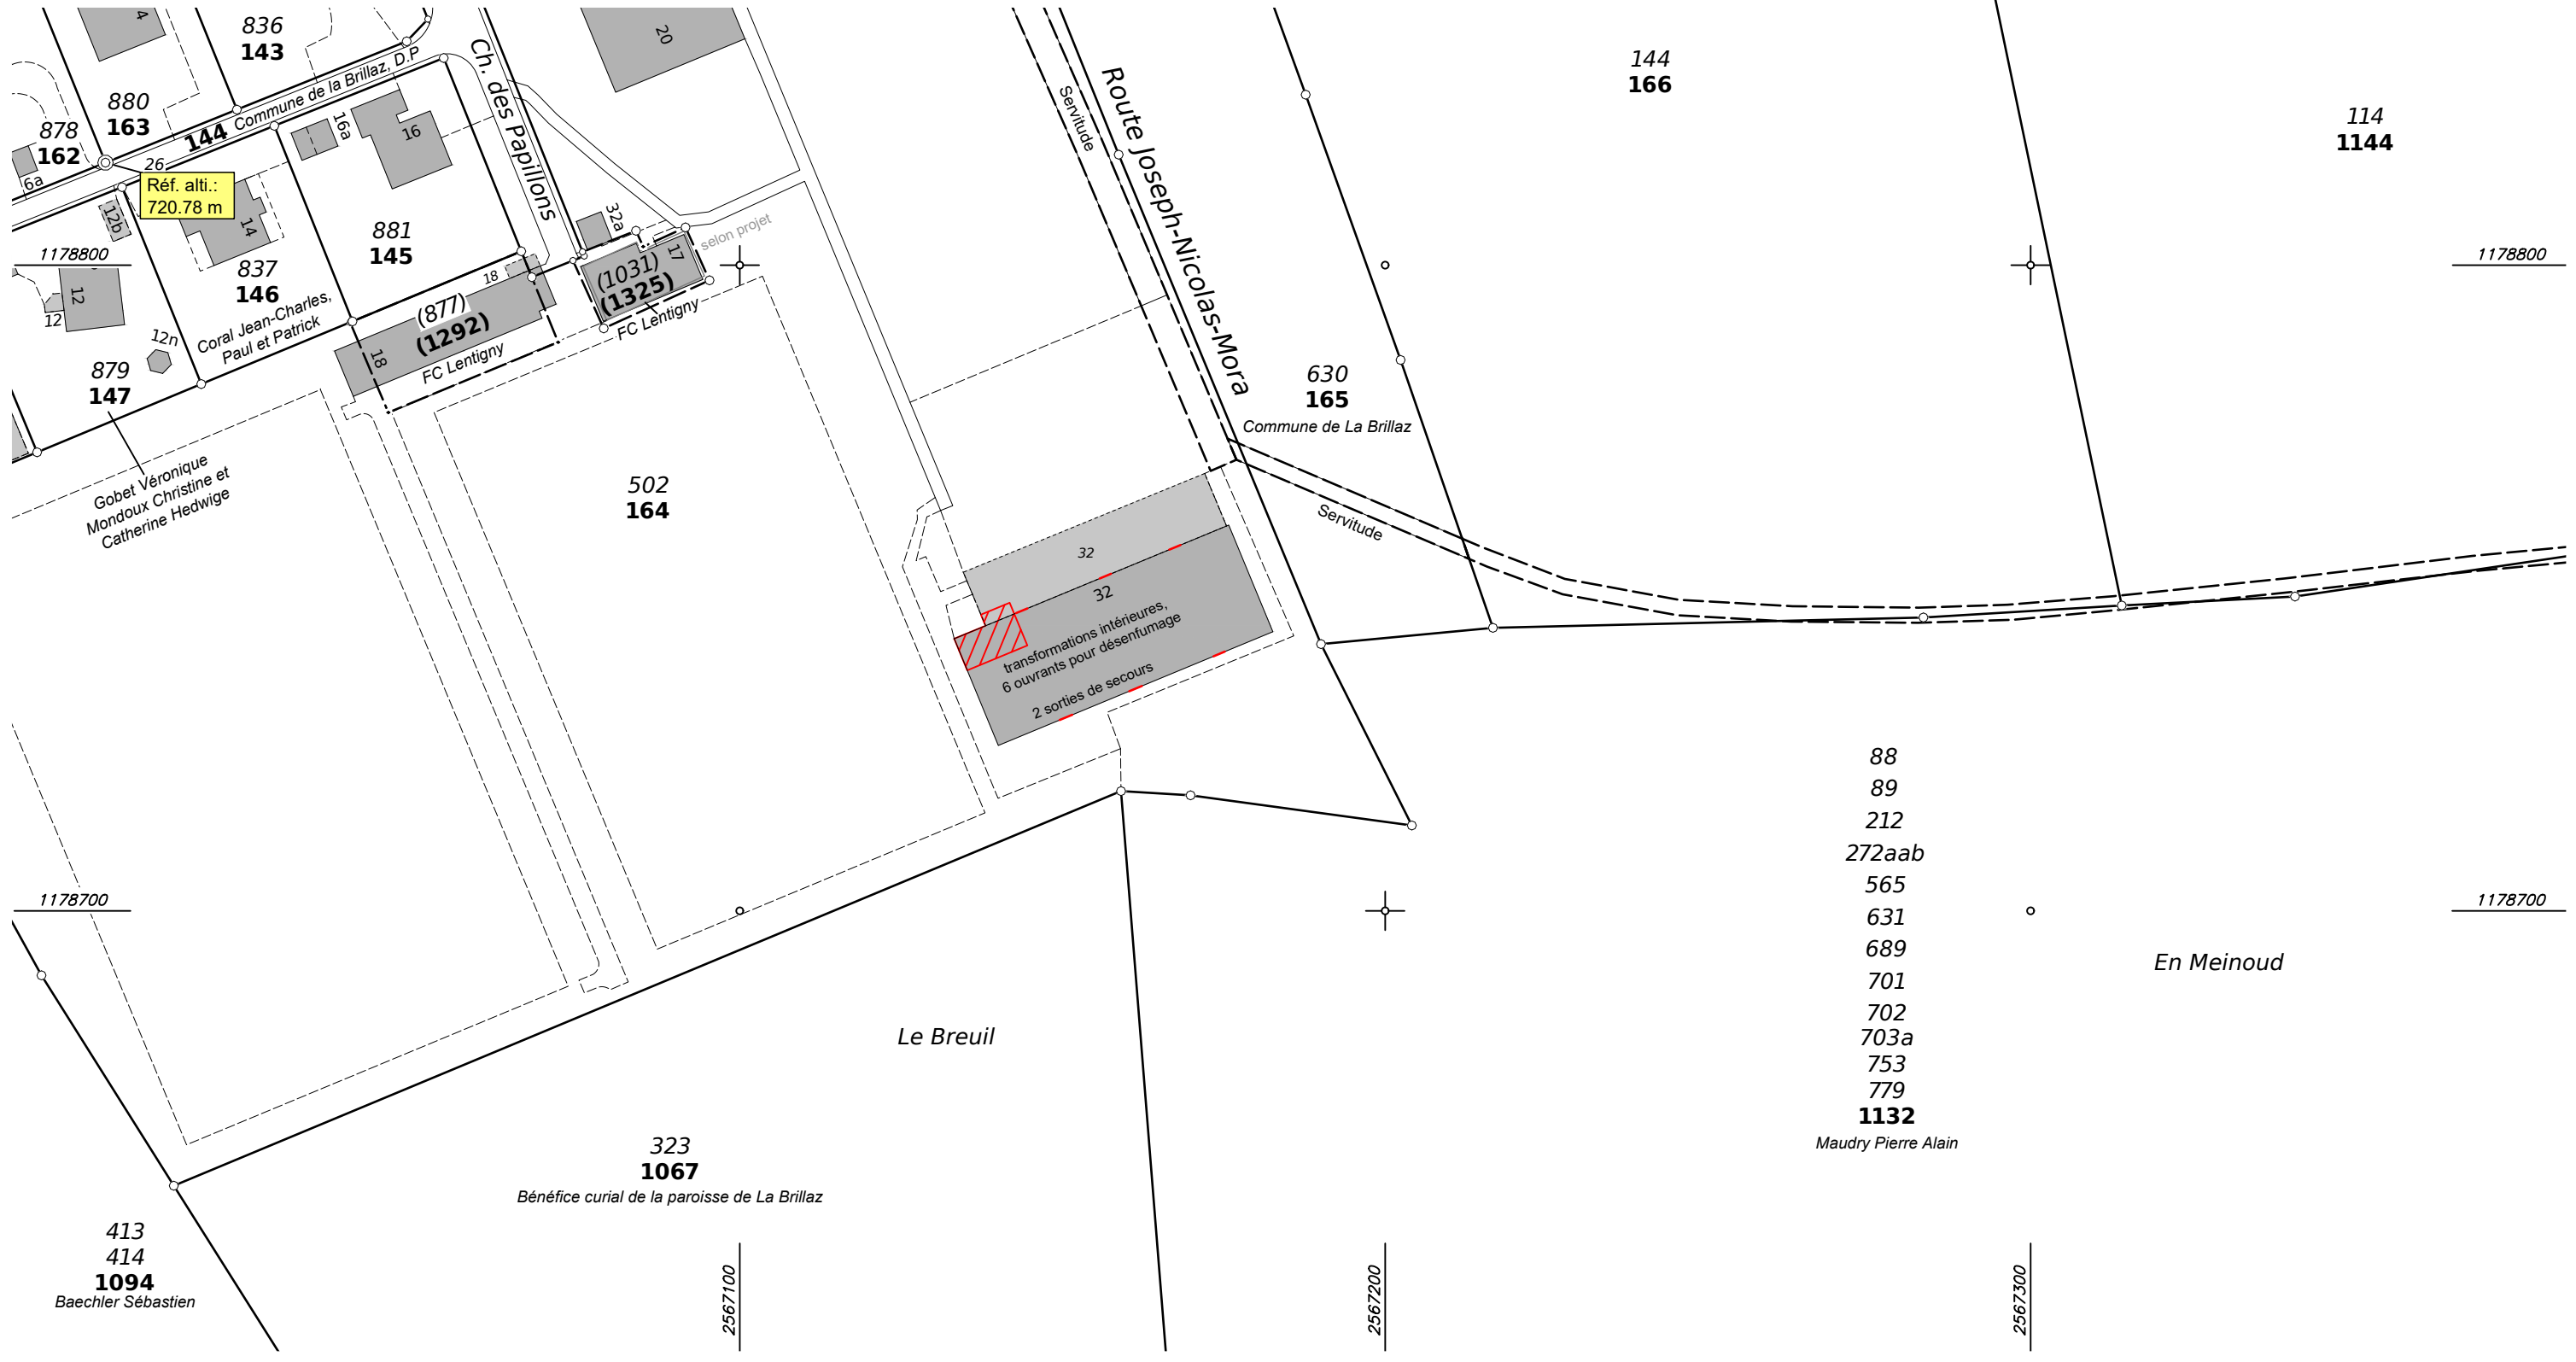 836
143
4
20
880
163
878
162
6a
144 Commune de la Brillaz, D.P
26
Réf. alti.:
720.78 m
12b
14
16a
16
Ch. des Papillons
881
145
837
146
Coral Jean-Charles,
Paul et Patrick
1178800
12
12
12n
879
147
Gobet Véronique
Mondoux Christine et
Catherine Hedwige
32a
17
selon projet
(1031)
(1325)
FC Lentigny
18
(877)
(1292)
18
FC Lentigny
502
164
Servitude
Route Joseph-Nicolas-Mora
144
166
114
1144
1178800
630
165
Commune de La Brillaz
Servitude
32
32
transformations intérieures,
6 ouvrants pour désenfumage
2 sorties de secours
88
89
212
272aab
565
631
689
701
702
703a
753
779
1132
Maudry Pierre Alain
En Meinoud
1178700
1178700
Le Breuil
323
1067
Bénéfice curial de la paroisse de La Brillaz
413
414
1094
Baechler Sébastien
2567100
2567200
2567300